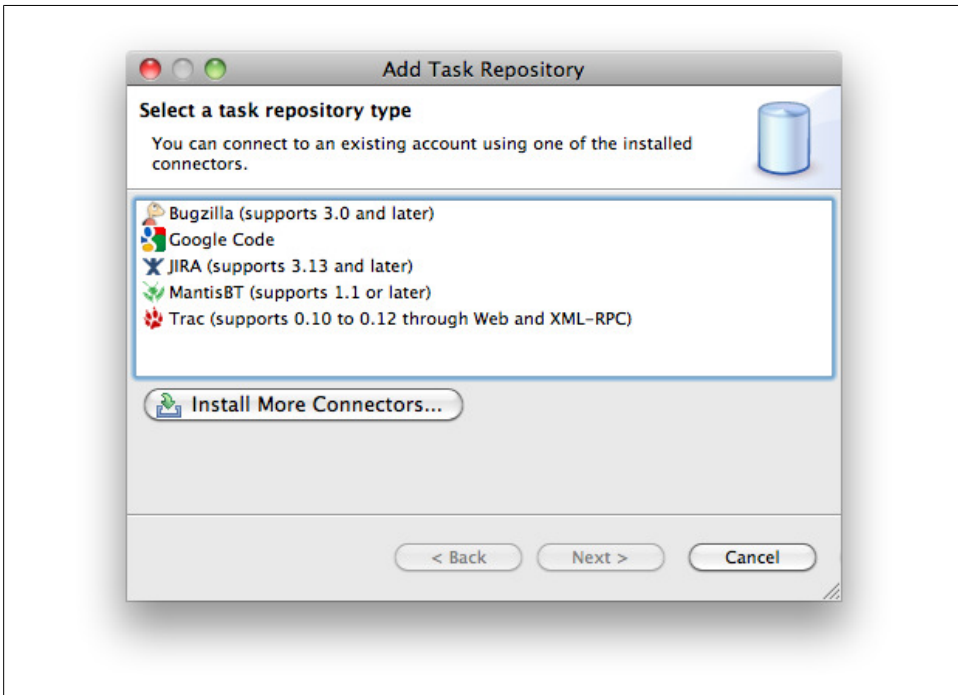 Add Task Repository
Select a task repository type
You can connect to an existing account using one of the installed
connectors.
Bugzilla (supports 3.0 and later)
Google Code
JIRA (supports 3.13 and later)
MantisBT (supports 1.1 or later)
Trac (supports 0.10 to 0.12 through Web and XML-RPC)
Install More Connectors...
< Back
Next >
Cancel